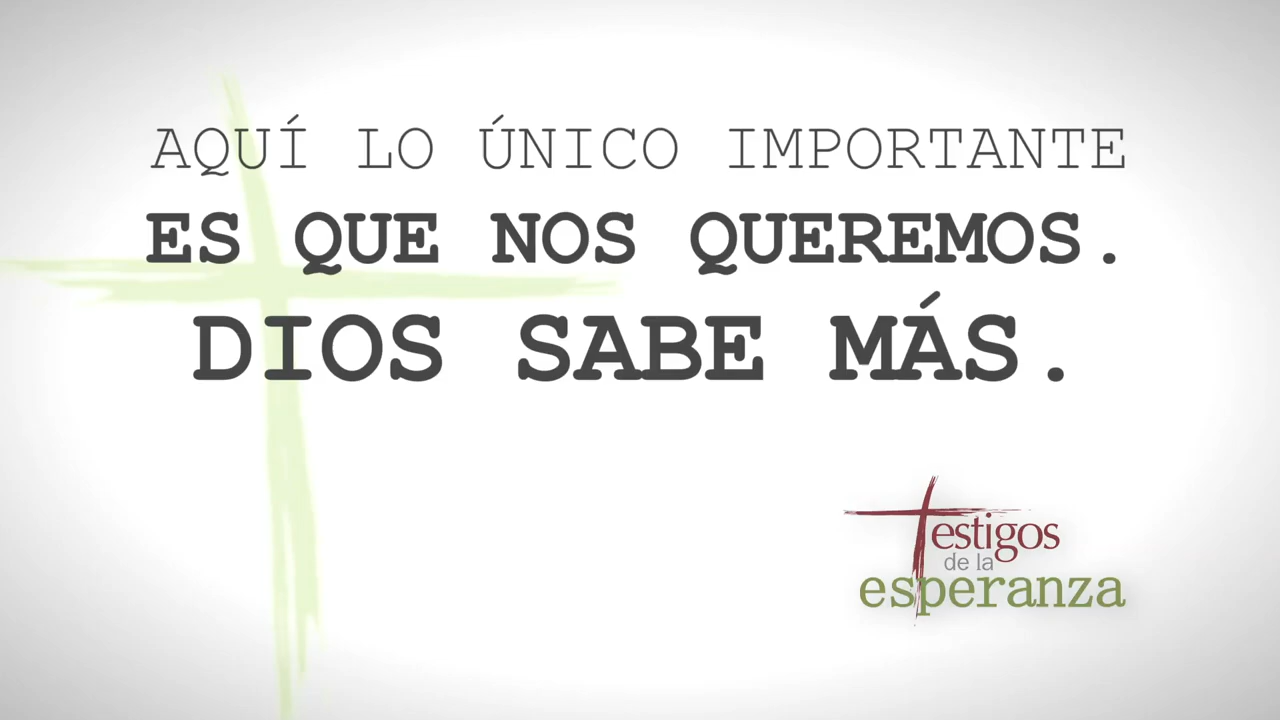 AQUÍ LO ÚNICO IMPORTANTE
ES QUE NOS QUEREMOS.
DIOS SABE MÁS.
testigos
de la
esperanza